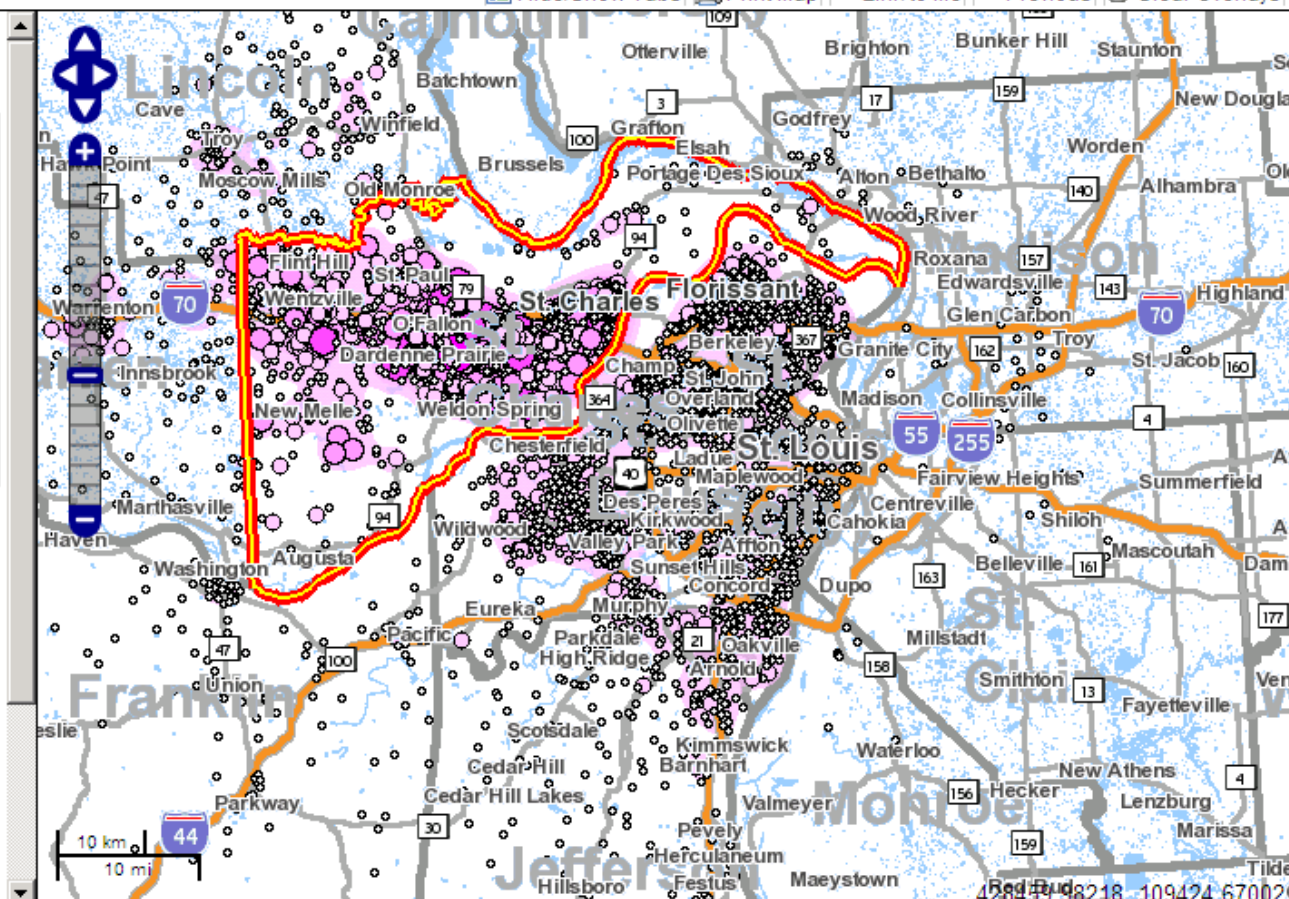 Calhoun
109
Otterville
Brighton
Bunker Hill
Staunton
Lincoln
Batchtown
Cave
3
17
159
New Dougla
Winfield
Grafton
Godfrey
Troy
100
Elsah
Worden
Brussels
Point
Moscow Mills
Portage Des Sioux
Alton
Bethalto
47
Old Monroe
140
Alhambra
Wood River
94
Madison
Flint Hill
Roxana
157
St. Paul
79
Edwardsville
143
Wentzville
St. Charles
Florissant
Highland
Warrenton
70
Glen Carbon
70
O'Fallon
Berkeley
367
Granite City
162
Troy
Dardenne Prairie
Champ
St. Jacob
160
Innsbrook
St. John
364
Overland
Madison
Collinsville
New Melle
Weldon Spring
Olivette
4
Chesterfield
St. Louis
55
255
Ladue
40
Maplewood
Fairview Heights
Summerfield
Marthasville
94
Des Peres
Centreville
Wildwood
Kirkwood
Cahokia
Shiloh
Haven
Valley Park
Affton
Mascoutah
Augusta
Washington
Sunset Hills
Belleville
161
Dam
Concord
Dupo
163
Eureka
Murphy
St
177
Pacific
Parkdale
21
Oakville
Millstadt
47
100
High Ridge
Arnold
158
Union
Smithton
Clai
Ven
13
Franklin
Fayetteville
eslie
Scotsdale
Kimmswick
Waterloo
Cedar Hill
Barnhart
New Athens
4
Cedar Hill Lakes
Valmeyer
Monroe
156
Hecker
Lenzburg
Parkway
30
44
Pevely
159
Marissa
10 km
Herculaneum
10 mi
Jefferson
Tilde
Hillsboro
Festus
Maeystown
Red Bud